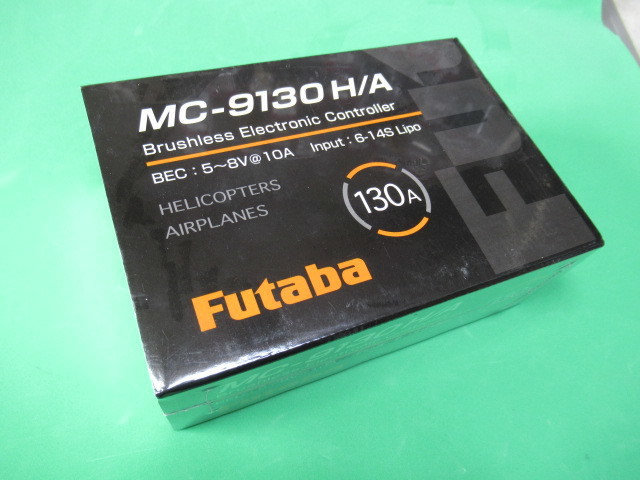 MC-9130 H/A
Brushless Electronic Controller
BEC : 5~8V@10A Input : 6-14S Lipo
HELICOPTERS
AIRPLANES
130A
Futaba